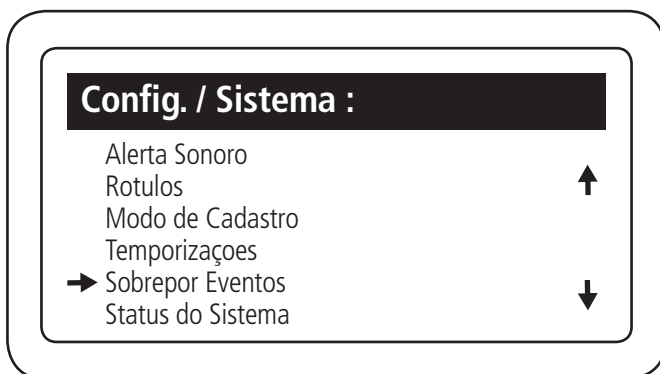 Config. / Sistema :
Alerta Sonoro
Rotulos
Modo de Cadastro
Temporizaçoes
Sobrepor Eventos
Status do Sistema